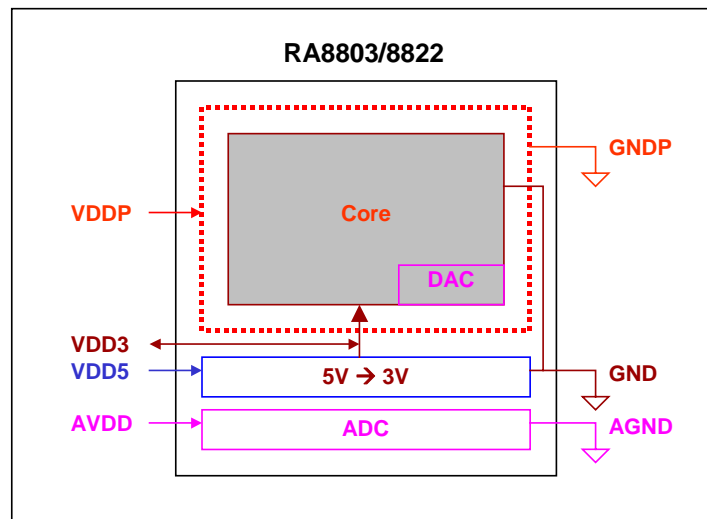 RA8803/8822
GNDP
VDDP
Core
DAC
VDD3
VDD5
5V → 3V
GND
AVDD
ADC
AGND